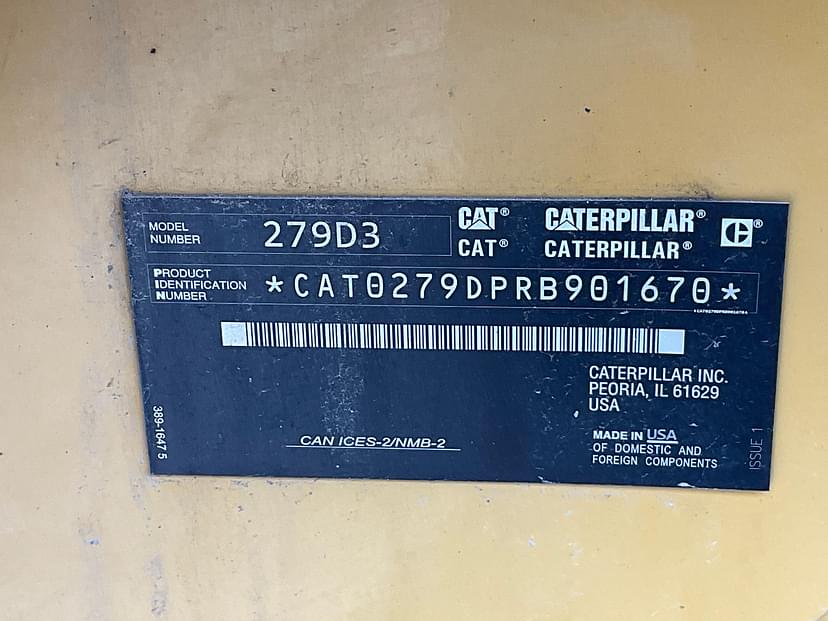 MODEL NUMBER 279D3
CAT® CATERPILLAR® C®
CAT® CATERPILLAR®
PRODUCT IDENTIFICATION NUMBER *CAT0279DPRB901670*
CATERPILLAR INC.
PEORIA, IL 61629
USA
389-1647 5
CAN ICES-2/NMB-2
MADE IN USA
OF DOMESTIC AND
FOREIGN COMPONENTS
ISSUE 1